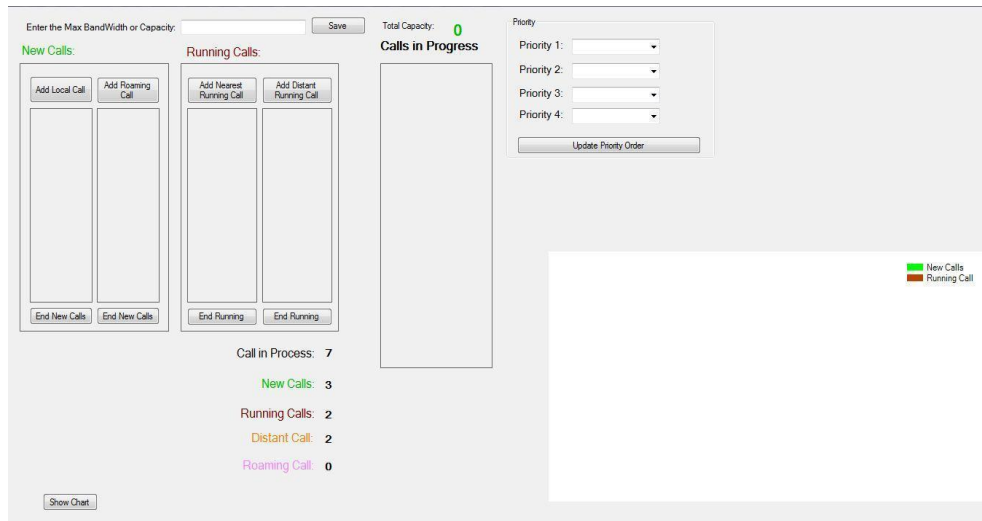 Enter the Max BandWidth or Capacity:
Save
Total Capacity: 0
Priority
New Calls:
Running Calls:
Calls in Progress
Priority 1:
Priority 2:
Priority 3:
Priority 4:
Update Priority Order
Add Local Call
Add Roaming
Call
Add Nearest
Running Call
Add Distant
Running Call
New Calls
Running Call
End New Calls
End New Calls
End Running
End Running
Call in Process: 7
New Calls: 3
Running Calls: 2
Distant Call: 2
Roaming Call: 0
Show Chart